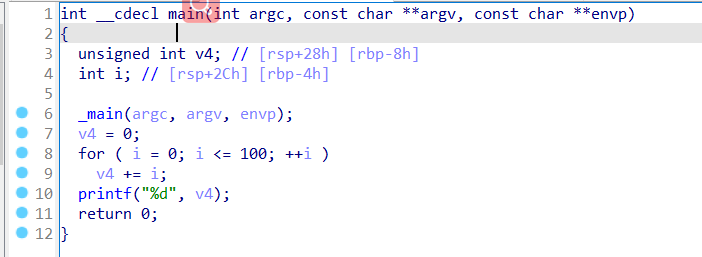 1 int __cdecl main(int argc, const char **argv, const char **envp)
2 {
3   unsigned int v4; // [rsp+28h] [rbp-8h]
4   int i; // [rsp+2Ch] [rbp-4h]
5
6   _main(argc, argv, envp);
7   v4 = 0;
8   for ( i = 0; i <= 100; ++i )
9     v4 += i;
10   printf("%d", v4);
11   return 0;
12 }